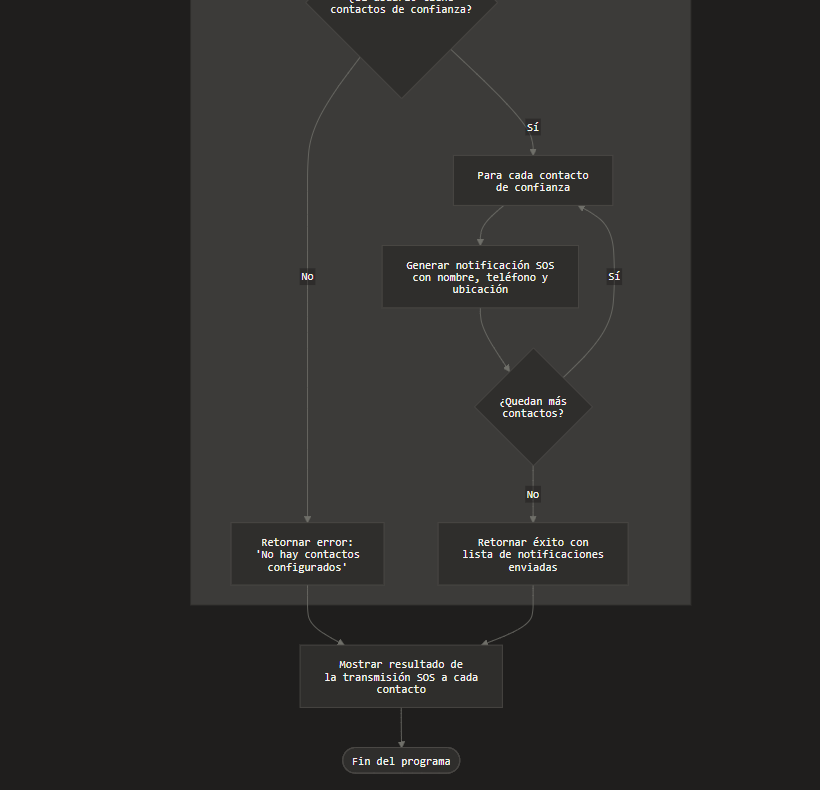 contactos de confianza?
Sí
Para cada contacto
de confianza
Generar notificación SOS
con nombre, teléfono y
ubicación
No
Sí
¿Quedan más
contactos?
No
Retornar error:
'No hay contactos
configurados'
Retornar éxito con
lista de notificaciones
enviadas
Mostrar resultado de
la transmisión SOS a cada
contacto
Fin del programa